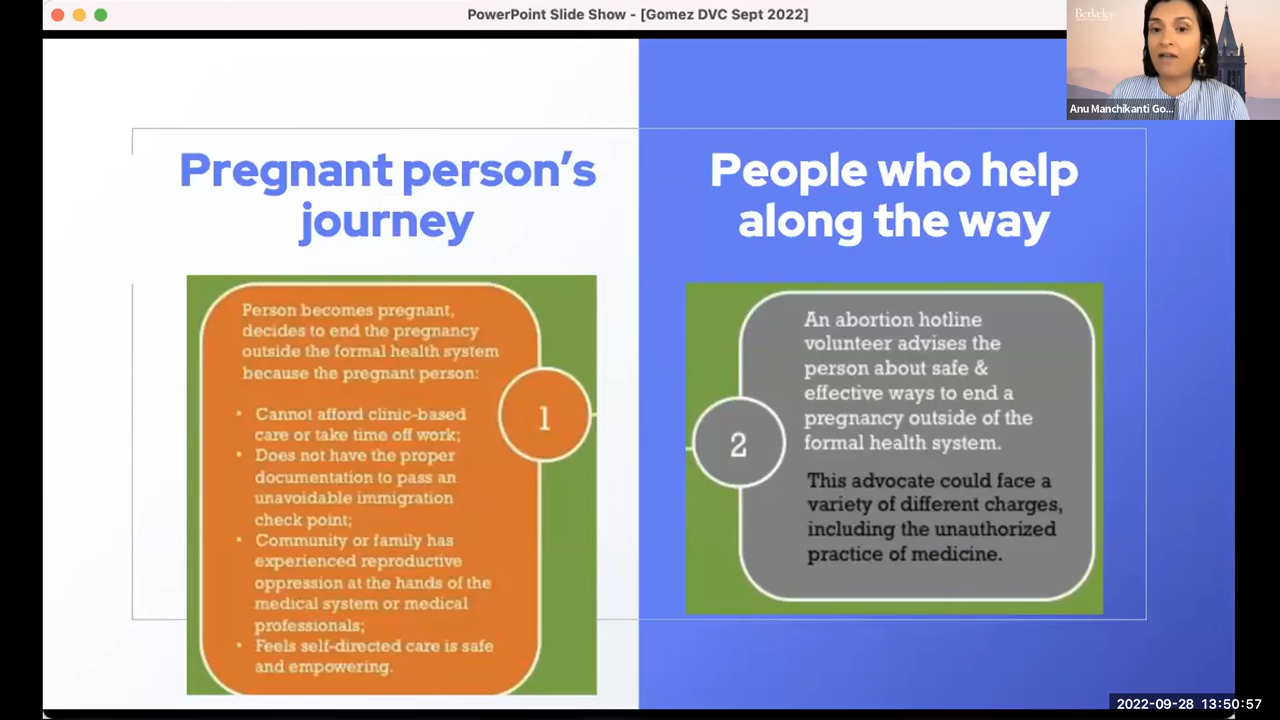 PowerPoint Slide Show - [Gomez DVC Sept 2022]
Berkeley
Anu Manchikanti Go...
Pregnant person’s
journey
People who help
along the way
Person becomes pregnant,
decides to end the pregnancy
outside the formal health system
because the pregnant person:
• Cannot afford clinic-based
care or take time off work;
• Does not have the proper
documentation to pass an
unavoidable immigration
check point;
• Community or family has
experienced reproductive
oppression at the hands of the
medical system or medical
professionals;
• Feels self-directed care is safe
and empowering.
1
2
An abortion hotline
volunteer advises the
person about safe &
effective ways to end a
pregnancy outside of the
formal health system.
This advocate could face a
variety of different charges,
including the unauthorized
practice of medicine.
2022-09-28 13:50:57